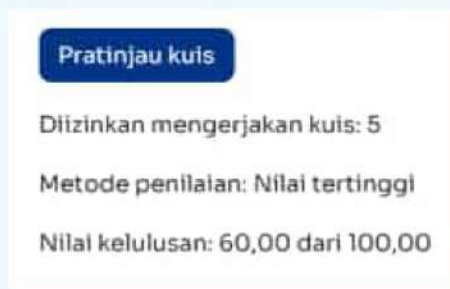 Pratinjau kuis
Diizinkan mengerjakan kuis: 5
Metode penilaian: Nilai tertinggi
Nilai kelulusan: 60,00 dari 100,00